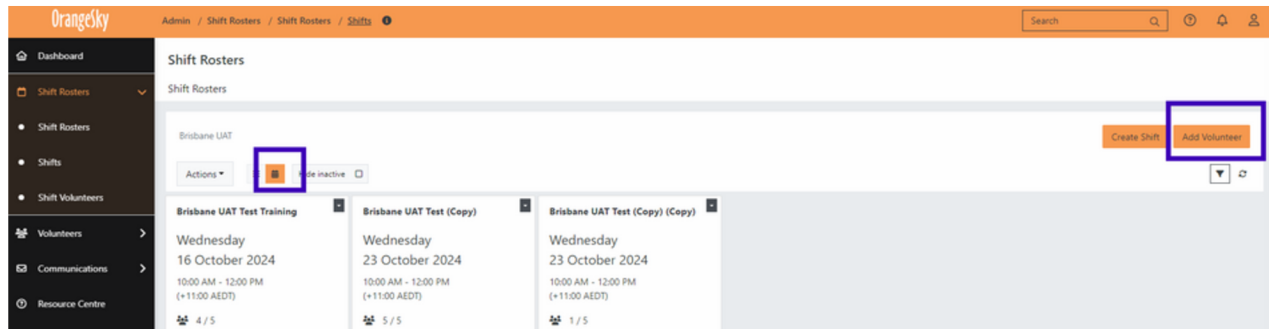 OrangeSky
Admin / Shift Rosters / Shift Rosters / Shifts
Search
Dashboard
Shift Rosters
Shift Rosters
Shifts
Shift Volunteers
Volunteers
Communications
Resource Centre
Shift Rosters
Shift Rosters
Brisbane UAT
Create Shift
Add Volunteer
Actions
inactive
Brisbane UAT Test Training
Wednesday
16 October 2024
10:00 AM - 12:00 PM
(+11:00 AEDT)
4 / 5
Brisbane UAT Test (Copy)
Wednesday
23 October 2024
10:00 AM - 12:00 PM
(+11:00 AEDT)
5 / 5
Brisbane UAT Test (Copy) (Copy)
Wednesday
23 October 2024
10:00 AM - 12:00 PM
(+11:00 AEDT)
1 / 5